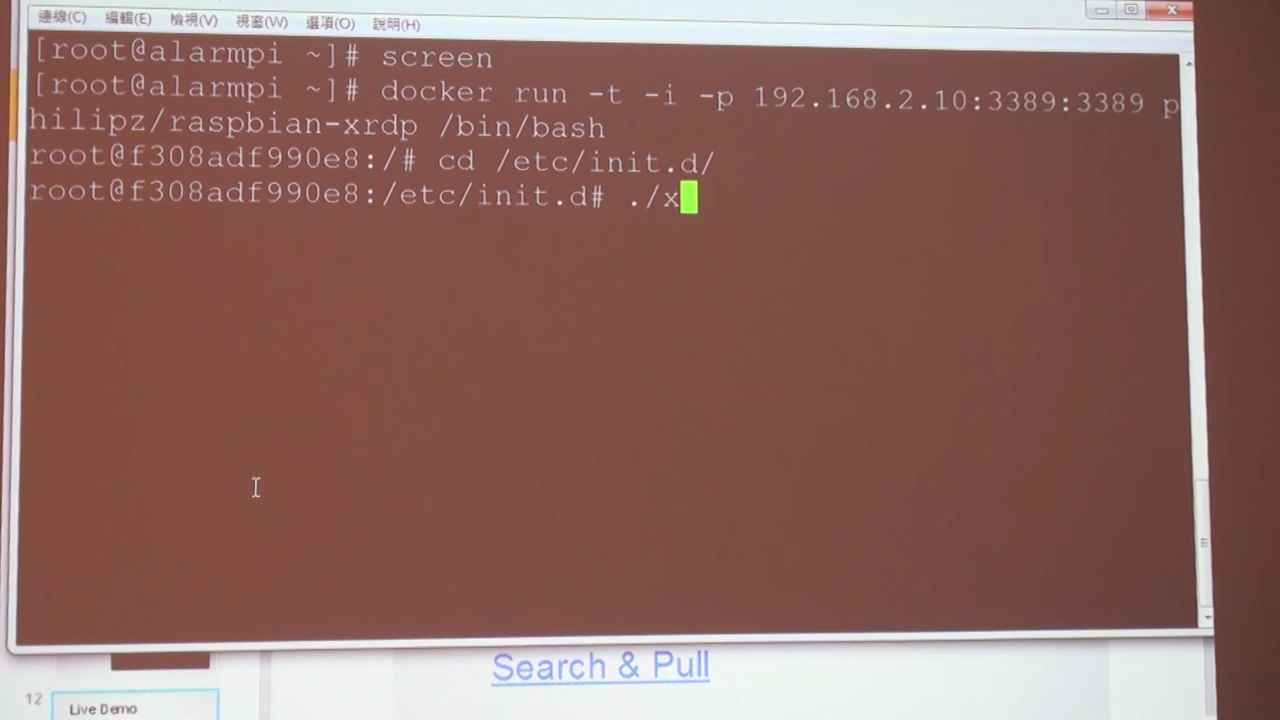 連線(C) 編輯(E) 檢視(V) 視窗(W) 選項(O) 說明(H)
[root@alarmpi ~]# screen
[root@alarmpi ~]# docker run -t -i -p 192.168.2.10:3389:3389 p
hilipz/raspbian-xrdp /bin/bash
root@f308adf990e8:/# cd /etc/init.d/
root@f308adf990e8:/etc/init.d# ./x
Search & Pull
12
Live Demo